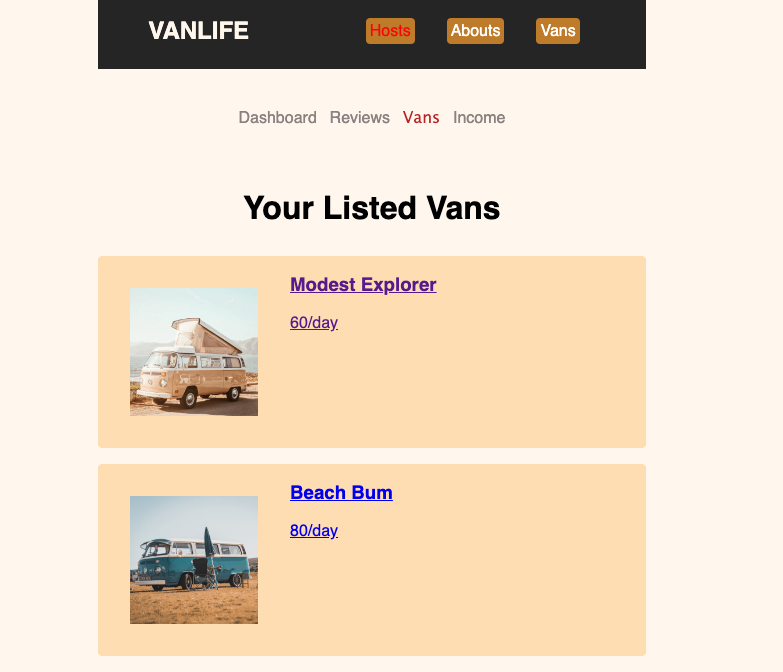 VANLIFE Hosts Abouts Vans
Dashboard Reviews Vans Income
Your Listed Vans
Modest Explorer
60/day
Beach Bum
80/day